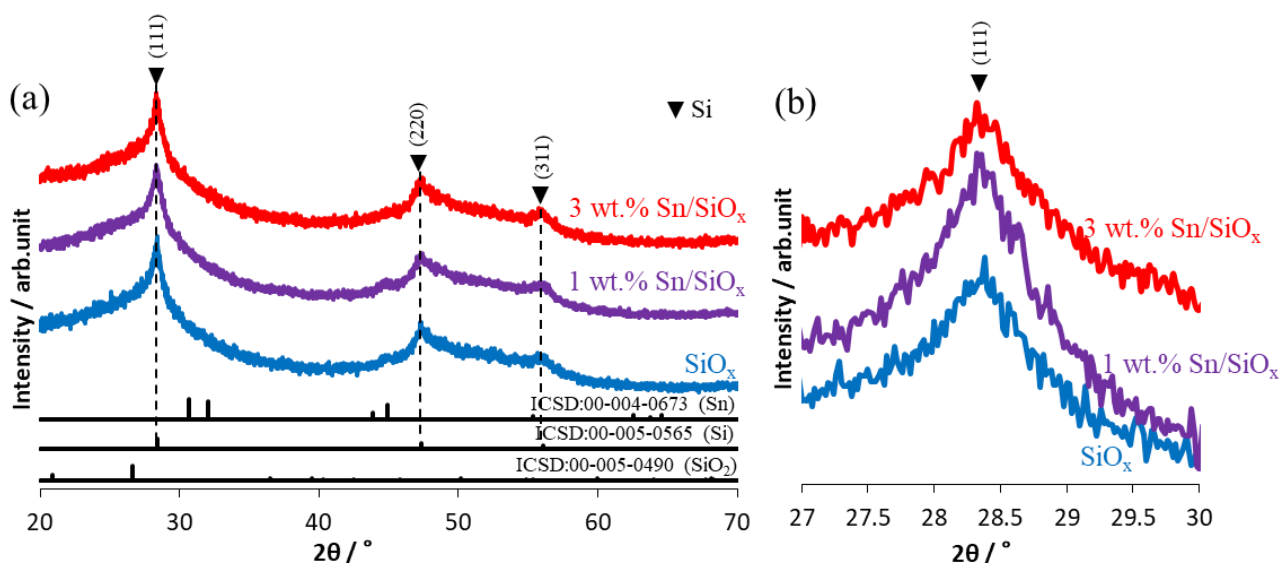 (a)
(111)
▼ Si
(220)
(311)
3 wt.% Sn/SiOx
1 wt.% Sn/SiOx
SiOx
ICSD:00-004-0673 (Sn)
ICSD:00-005-0565 (Si)
ICSD:00-005-0490 (SiO2)
Intensity / arb.unit
20 30 40 50 60 70
2θ / °
(b)
(111)
3 wt.% Sn/SiOx
1 wt.% Sn/SiOx
SiOx
Intensity / arb.unit
27 27.5 28 28.5 29 29.5 30
2θ / °